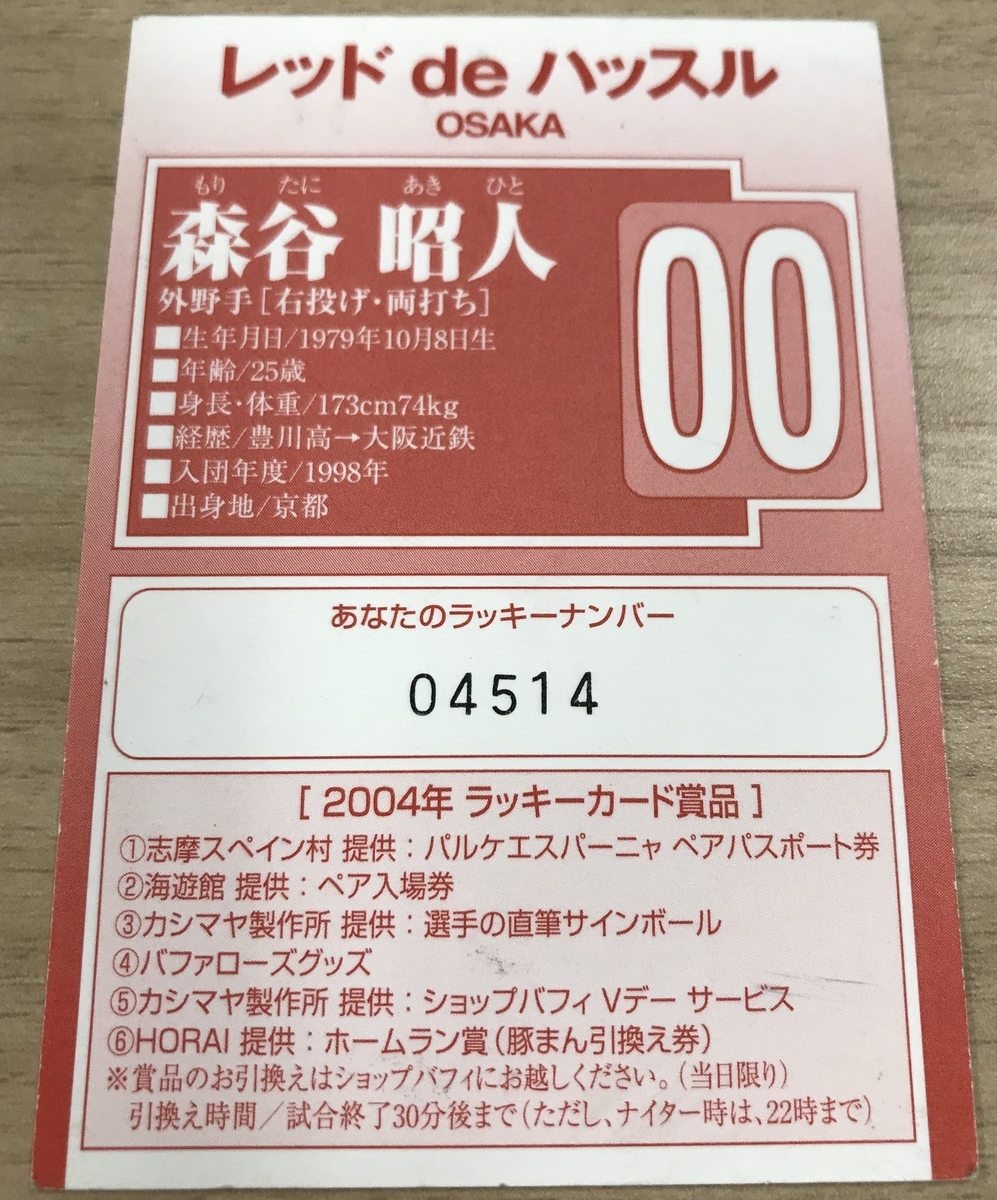 レッド de ハッスル
OSAKA
もり たに あき ひと
森谷 昭人
00
外野手[右投げ・両打ち]
■生年月日/1979年10月8日生
■年齢/25歳
■身長・体重/173cm74kg
■経歴/豊川高→大阪近鉄
■入団年度/1998年
■出身地/京都
あなたのラッキーナンバー
04514
[ 2004年 ラッキーカード賞品 ]
①志摩スペイン村 提供：パルケエスパーニャ ペアパスポート券
②海遊館 提供：ペア入場券
③カシマヤ製作所 提供：選手の直筆サインボール
④バファローズグッズ
⑤カシマヤ製作所 提供：ショップバフィ Vデー サービス
⑥HORAI 提供：ホームラン賞(豚まん引換え券)
※賞品のお引換えはショップバフィにお越しください。(当日限り)
引換え時間／試合終了30分後まで(ただし、ナイター時は、22時まで)